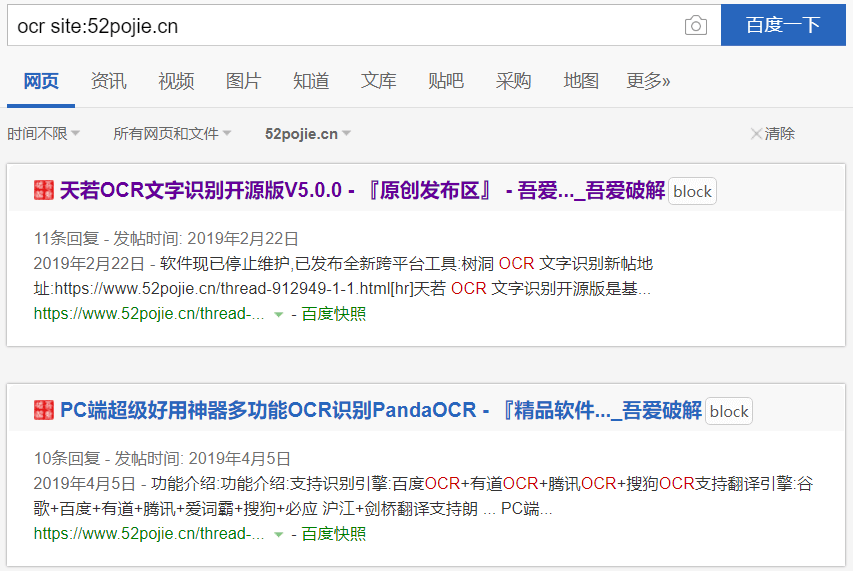 ocr site:52pojie.cn 百度一下
网页 资讯 视频 图片 知道 文库 贴吧 采购 地图 更多»
时间不限 所有网页和文件 52pojie.cn 清除
天若OCR文字识别开源版V5.0.0 - 『原创发布区』 - 吾爱..._吾爱破解 block
11条回复 - 发帖时间: 2019年2月22日
2019年2月22日 - 软件现已停止维护,已发布全新跨平台工具:树洞 OCR 文字识别新帖地
址:https://www.52pojie.cn/thread-912949-1-1.html[hr]天若 OCR 文字识别开源版是基...
https://www.52pojie.cn/thread-... - 百度快照
PC端超级好用神器多功能OCR识别PandaOCR - 『精品软件..._吾爱破解 block
10条回复 - 发帖时间: 2019年4月5日
2019年4月5日 - 功能介绍:功能介绍:支持识别引擎:百度OCR+有道OCR+腾讯OCR+搜狗OCR支持翻译引擎:谷
歌+百度+有道+腾讯+爱词霸+搜狗+必应 沪江+剑桥翻译支持朗 ... PC端...
https://www.52pojie.cn/thread-... - 百度快照